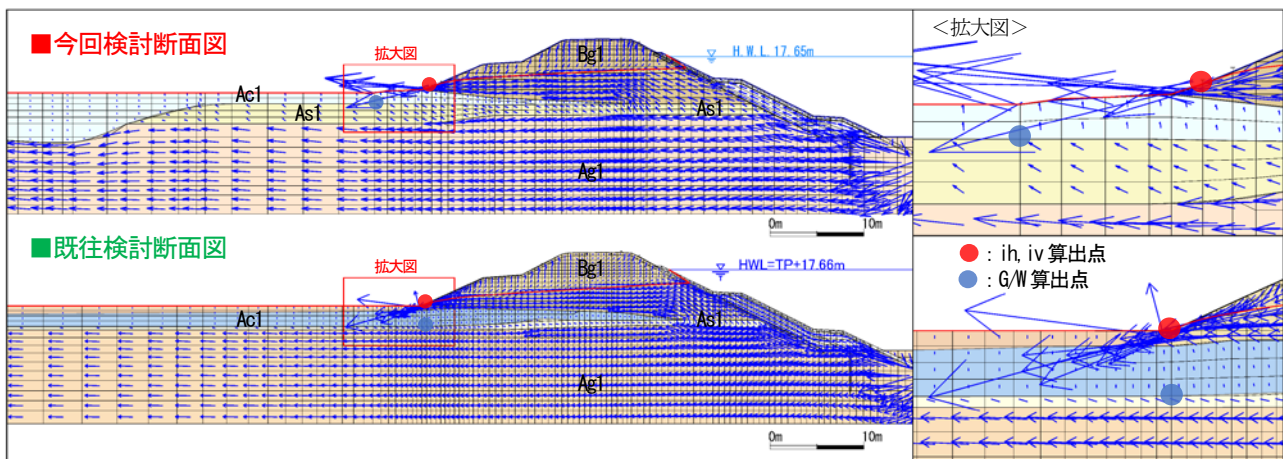 ■今回検討断面図
拡大図
Bg1
H.W.L.17.65m
Ac1
As1
As1
Ag1
0m 10m
<拡大図>
■既往検討断面図
拡大図
Bg1
HWL=TP+17.66m
Ac1
As1
Ag1
0m 10m
:ih,iv算出点
:G/W算出点